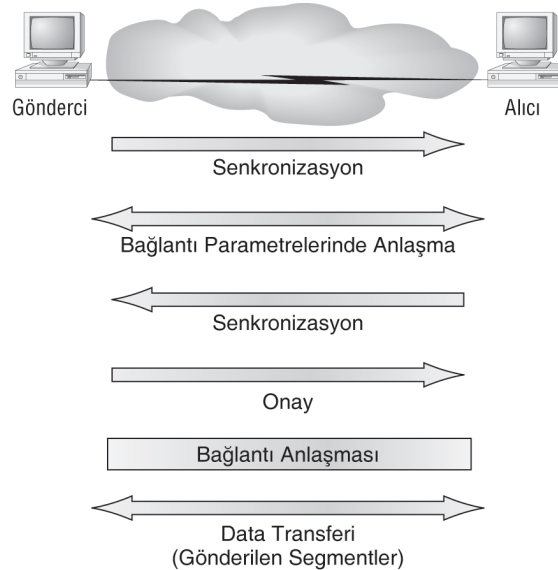 Gönderci
Alıcı
Senkronizasyon
Bağlantı Parametrelerinde Anlaşma
Senkronizasyon
Onay
Bağlantı Anlaşması
Data Transferi
(Gönderilen Segmentler)